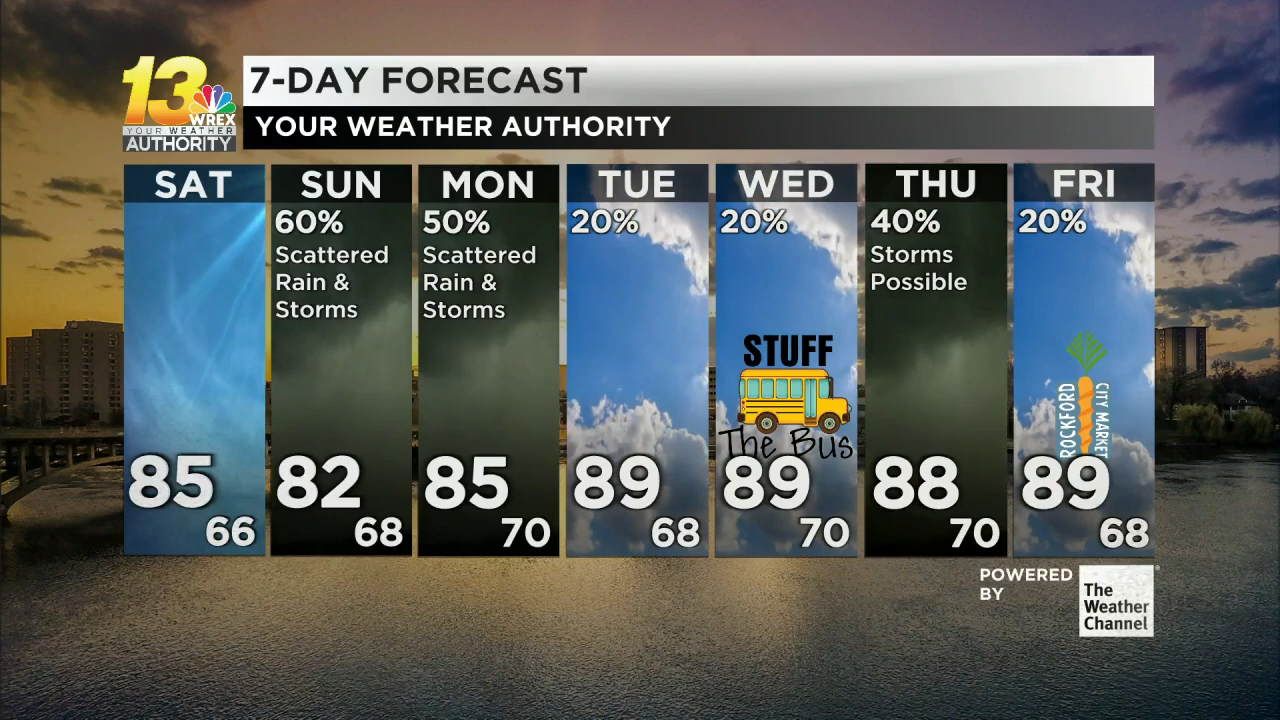 13
WREX
YOUR WEATHER
AUTHORITY
7-DAY FORECAST
YOUR WEATHER AUTHORITY
SAT
85
66
SUN
60%
Scattered
Rain &
Storms
82
68
MON
50%
Scattered
Rain &
Storms
85
70
TUE
20%
89
68
WED
20%
STUFF
The Bus
89
70
THU
40%
Storms
Possible
88
70
FRI
20%
ROCKFORD
CITY MARKET
89
68
POWERED
BY
The
Weather
Channel